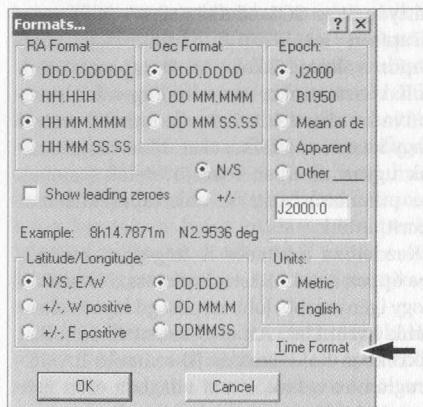 Formats...
RA Format
DDD.DDDDDE
HH.HHH
HH MM.MMM
HH MM SS.SS
Dec Format
DDD.DDDD
DD MM.MMM
DD MM SS.SS
Epoch:
J2000
B1950
Mean of da
Apparent
Other
J2000.0
N/S
+/-
Show leading zeroes
Example: 8h14.7871m N2.9536 deg
Latitude/Longitude:
N/S, E/W
+/-, W positive
+/-, E positive
DD.DDD
DD MM.M
DDMMSS
Units:
Metric
English
Time Format
OK
Cancel